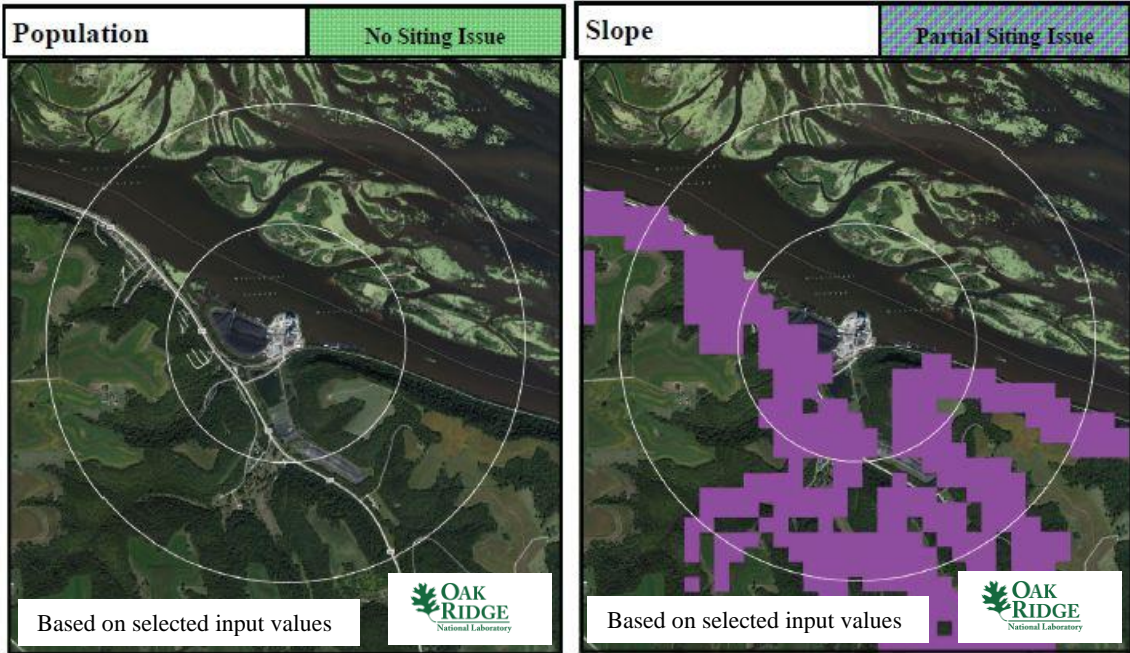 Population
No Siting Issue
Based on selected input values
OAK
RIDGE
National Laboratory
Slope
Partial Siting Issue
Based on selected input values
OAK
RIDGE
National Laboratory